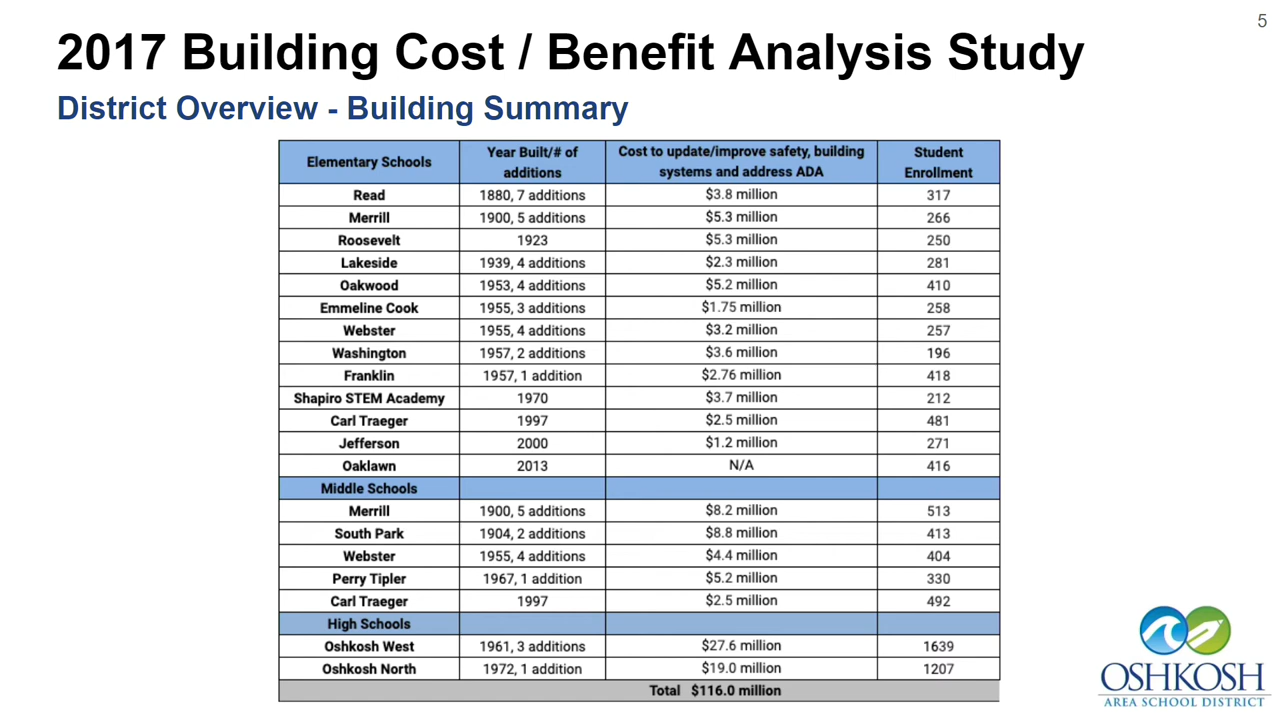 5
2017 Building Cost / Benefit Analysis Study
District Overview - Building Summary
Elementary Schools Year Built/# of additions Cost to update/improve safety, building systems and address ADA Student Enrollment
Read 1880, 7 additions $3.8 million 317
Merrill 1900, 5 additions $5.3 million 266
Roosevelt 1923 $5.3 million 250
Lakeside 1939, 4 additions $2.3 million 281
Oakwood 1953, 4 additions $5.2 million 410
Emmeline Cook 1955, 3 additions $1.75 million 258
Webster 1955, 4 additions $3.2 million 257
Washington 1957, 2 additions $3.6 million 196
Franklin 1957, 1 addition $2.76 million 418
Shapiro STEM Academy 1970 $3.7 million 212
Carl Traeger 1997 $2.5 million 481
Jefferson 2000 $1.2 million 271
Oaklawn 2013 N/A 416
Middle Schools
Merrill 1900, 5 additions $8.2 million 513
South Park 1904, 2 additions $8.8 million 413
Webster 1955, 4 additions $4.4 million 404
Perry Tipler 1967, 1 addition $5.2 million 330
Carl Traeger 1997 $2.5 million 492
High Schools
Oshkosh West 1961, 3 additions $27.6 million 1639
Oshkosh North 1972, 1 addition $19.0 million 1207
Total $116.0 million
OSHKOSH
AREA SCHOOL DISTRICT